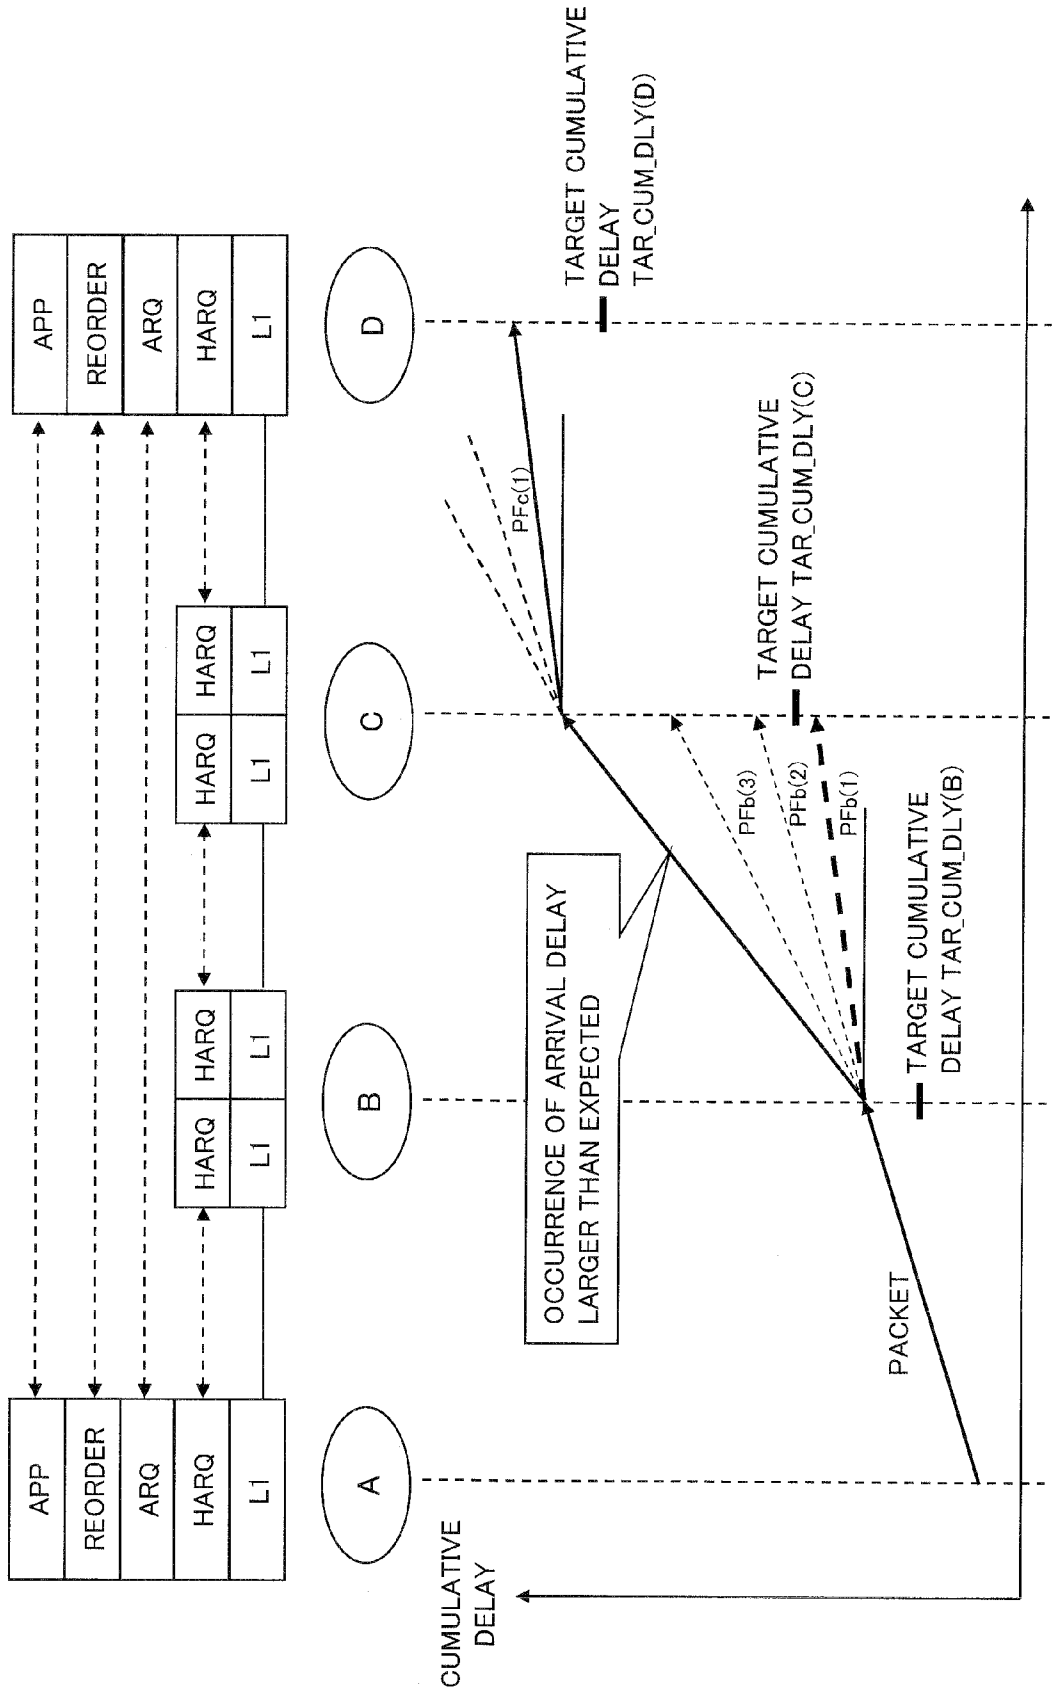 APP
REORDER
ARQ
HARQ
L1
HARQ
HARQ
L1
L1
HARQ
HARQ
L1
L1
APP
REORDER
ARQ
HARQ
L1
A
B
C
D
CUMULATIVE
DELAY
OCCURRENCE OF ARRIVAL DELAY
LARGER THAN EXPECTED
PACKET
PFb(3)
PFb(2)
PFb(1)
PFc(1)
TARGET CUMULATIVE
DELAY TAR_CUM_DLY(B)
TARGET CUMULATIVE
DELAY TAR_CUM_DLY(C)
TARGET CUMULATIVE
DELAY
TAR_CUM_DLY(D)